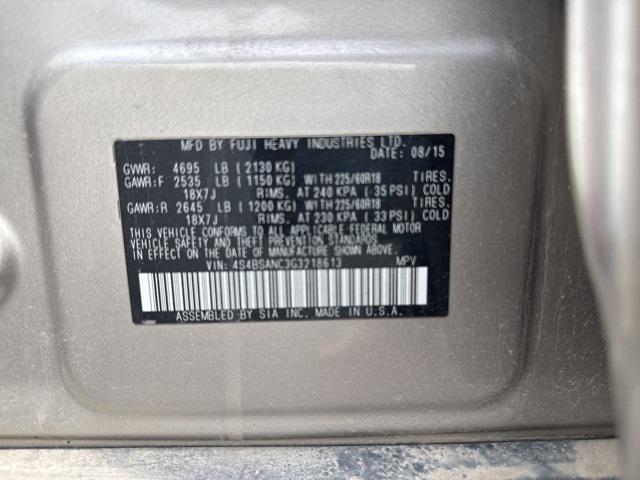 MFD BY FUJI HEAVY INDUSTRIES LTD.
DATE: 08/15
GVWR: 4695 LB ( 2130 KG)
GAWR:F 2535 LB ( 1150 KG) WITH 225/60R18 TIRES.
18X7J RIMS. AT 240 KPA ( 35 PSI) COLD
GAWR:R 2645 LB ( 1200 KG) WITH 225/60R18 TIRES.
18X7J RIMS. AT 230 KPA ( 33 PSI) COLD
THIS VEHICLE CONFORMS TO ALL APPLICABLE FEDERAL MOTOR
VEHICLE SAFETY AND THEFT PREVENTION STANDARDS
IN EFFECT ON THE DATE OF MANUFACTURE SHOWN ABOVE.
VIN: 4S4BSANC3G3218613 MPV
ASSEMBLED BY SIA INC. MADE IN U.S.A.